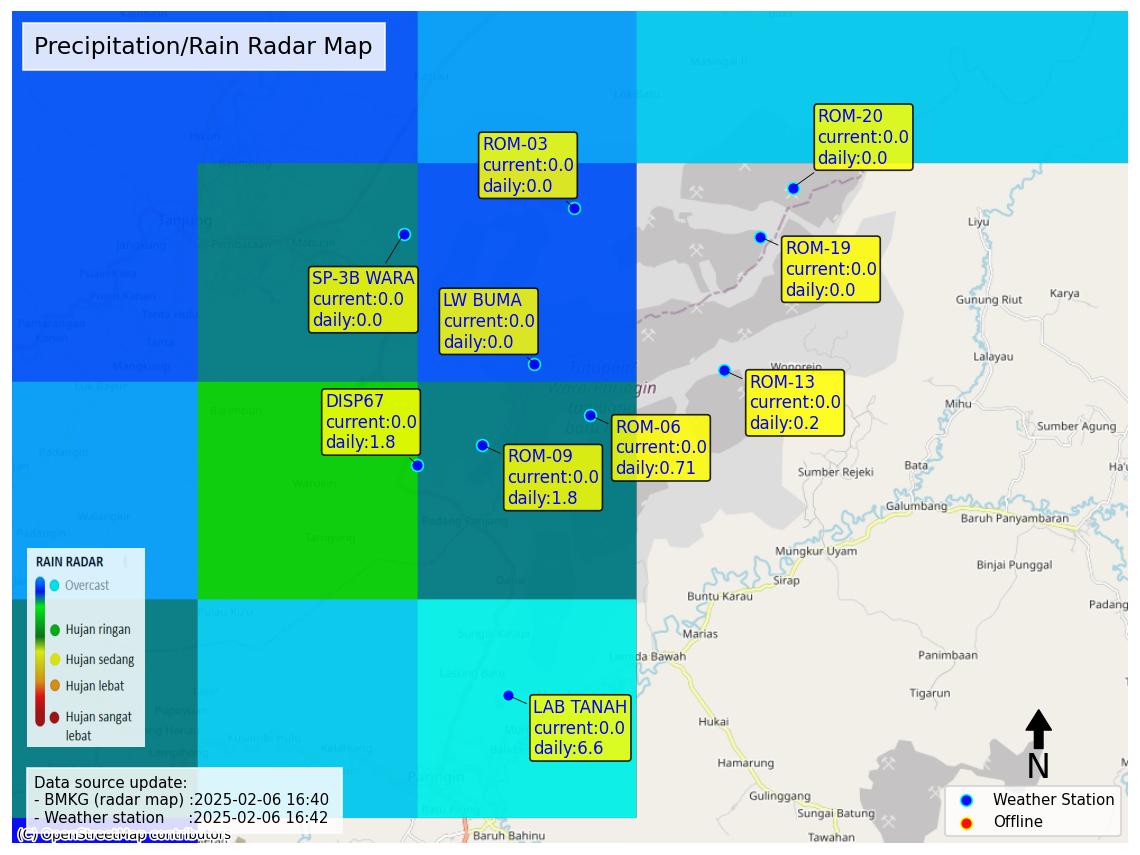 Precipitation/Rain Radar Map
ROM-20
current:0.0
daily:0.0
ROM-03
current:0.0
daily:0.0
ROM-19
current:0.0
daily:0.0
SP-3B WARA
current:0.0
daily:0.0
LW BUMA
current:0.0
daily:0.0
ROM-13
current:0.0
daily:0.2
DISP67
current:0.0
daily:1.8
ROM-06
current:0.0
daily:0.71
ROM-09
current:0.0
daily:1.8
LAB TANAH
current:0.0
daily:6.6
Tanjung
Liyu
Gunung Riut
Karya
Lalayau
Wonorejo
Mihu
Sumber Agung
Bata
Sumber Rejeki
Galumbang
Baruh Panyambaran
Mungkur Uyam
Binjai Punggal
Sirap
Buntu Karau
Padang
Marias
Panimbaan
Tigarun
Hukai
Hamarung
Gulinggang
Sungai Batung
Tawahan
Baruh Bahinu
Paringin
RAIN RADAR
Overcast
Hujan ringan
Hujan sedang
Hujan lebat
Hujan sangat
lebat
Data source update:
- BMKG (radar map) :2025-02-06 16:40
- Weather station :2025-02-06 16:42
(C) OpenStreetMap contributors
N
Weather Station
Offline